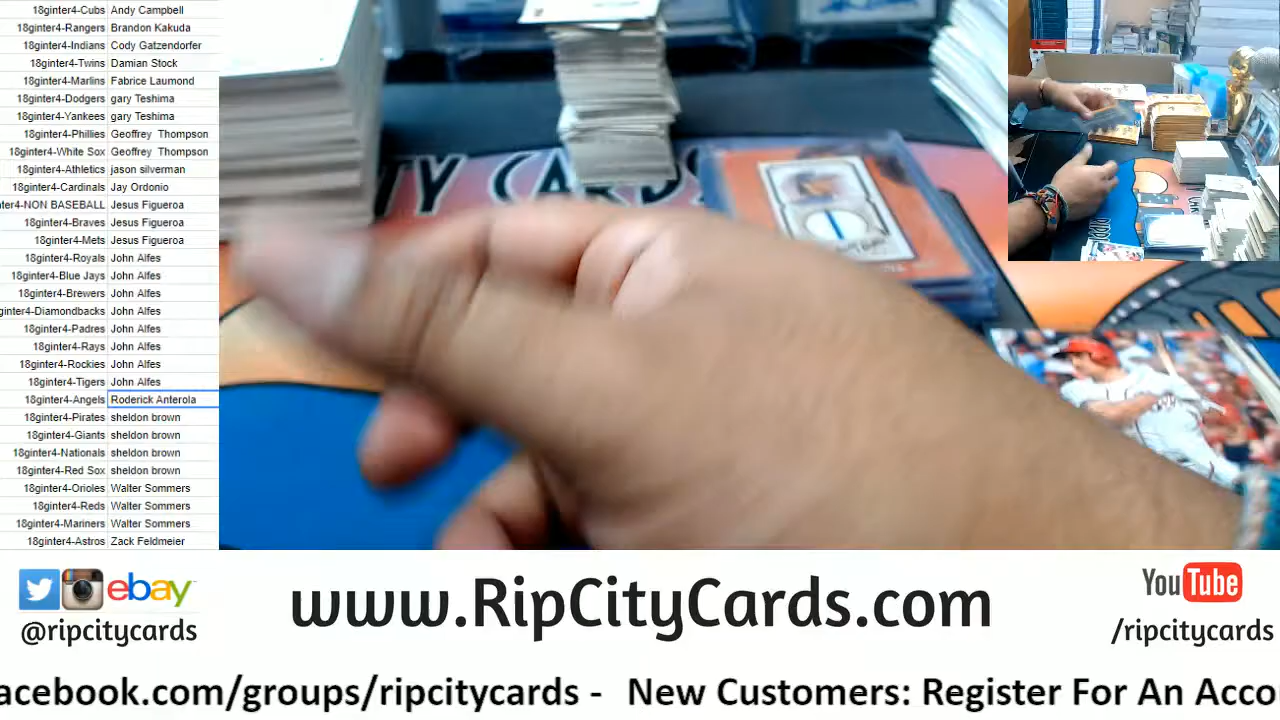 18ginter4-Cubs Andy Campbell
18ginter4-Rangers Brandon Kakuda
18ginter4-Indians Cody Gatzendorfer
18ginter4-Twins Damian Stock
18ginter4-Marlins Fabrice Laumond
18ginter4-Dodgers gary Teshima
18ginter4-Yankees gary Teshima
18ginter4-Phillies Geoffrey Thompson
18ginter4-White Sox Geoffrey Thompson
18ginter4-Athletics jason silverman
18ginter4-Cardinals Jay Ordonio
nter4-NON BASEBALL Jesus Figueroa
18ginter4-Braves Jesus Figueroa
18ginter4-Mets Jesus Figueroa
18ginter4-Royals John Alfes
18ginter4-Blue Jays John Alfes
18ginter4-Brewers John Alfes
ginter4-Diamondbacks John Alfes
18ginter4-Padres John Alfes
18ginter4-Rays John Alfes
18ginter4-Rockies John Alfes
18ginter4-Tigers John Alfes
18ginter4-Angels Roderick Anterola
18ginter4-Pirates sheldon brown
18ginter4-Giants sheldon brown
18ginter4-Nationals sheldon brown
18ginter4-Red Sox sheldon brown
18ginter4-Orioles Walter Sommers
18ginter4-Reds Walter Sommers
18ginter4-Mariners Walter Sommers
18ginter4-Astros Zack Feldmeier
TY CARDS
ebay
@ripcitycards
www.RipCityCards.com
YouTube
/ripcitycards
acebook.com/groups/ripcitycards - New Customers: Register For An Acco